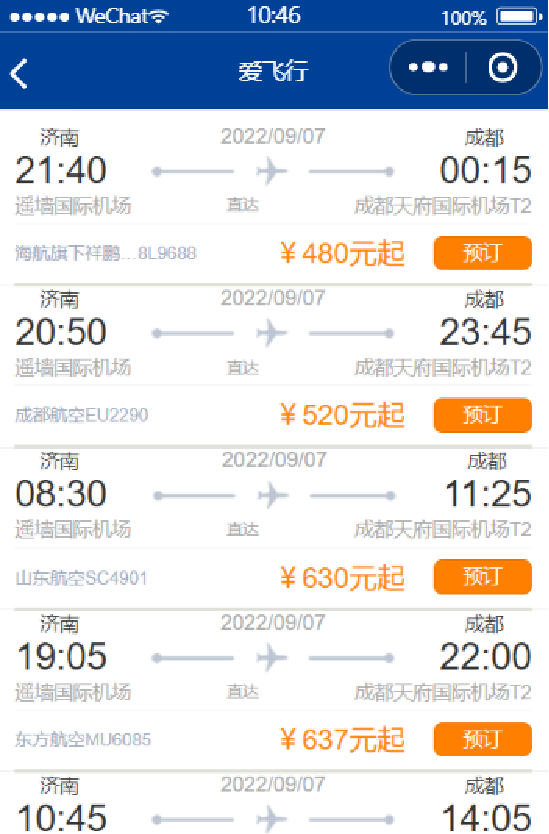 WeChat 10:46 100%
爱飞行
济南 2022/09/07 成都
21:40 00:15
遥墙国际机场 直达 成都天府国际机场T2
海航旗下祥鹏...8L9688 ¥480元起 预订
济南 2022/09/07 成都
20:50 23:45
遥墙国际机场 直达 成都天府国际机场T2
成都航空EU2290 ¥520元起 预订
济南 2022/09/07 成都
08:30 11:25
遥墙国际机场 直达 成都天府国际机场T2
山东航空SC4901 ¥630元起 预订
济南 2022/09/07 成都
19:05 22:00
遥墙国际机场 直达 成都天府国际机场T2
东方航空MU6085 ¥637元起 预订
济南 2022/09/07 成都
10:45 14:05